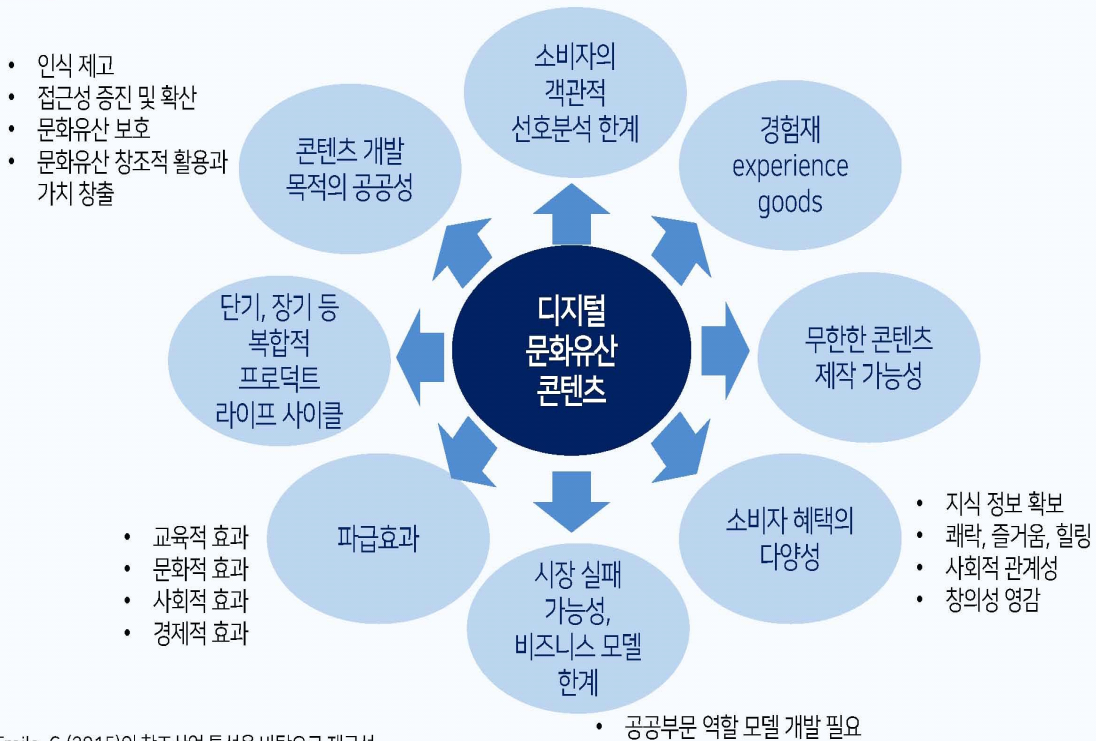 • 인식 제고
• 접근성 증진 및 확산
• 문화유산 보호
• 문화유산 창조적 활용과
가치 창출
콘텐츠 개발
목적의 공공성
소비자의
객관적
선호분석 한계
경험재
experience
goods
단기, 장기 등
복합적
프로덕트
라이프 사이클
디지털
문화유산
콘텐츠
무한한 콘텐츠
제작 가능성
• 교육적 효과
• 문화적 효과
• 사회적 효과
• 경제적 효과
파급효과
시장 실패
가능성,
비즈니스 모델
한계
소비자 혜택의
다양성
• 지식 정보 확보
• 쾌락, 즐거움, 힐링
• 사회적 관계성
• 창의성 영감
• 공공부문 역할 모델 개발 필요